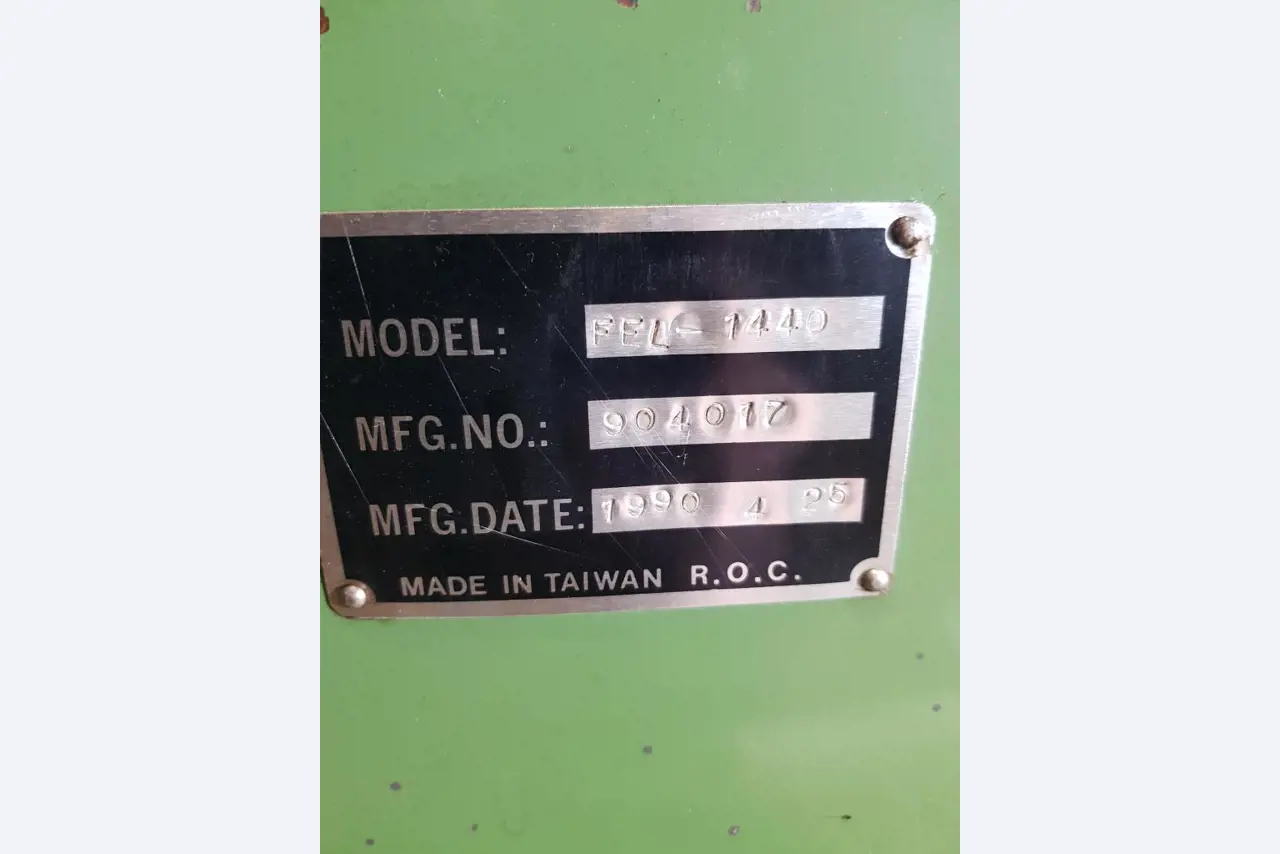 MODEL: FEL-1440
MFG.NO.: 904017
MFG.DATE: 1990 4 25
MADE IN TAIWAN R.O.C.